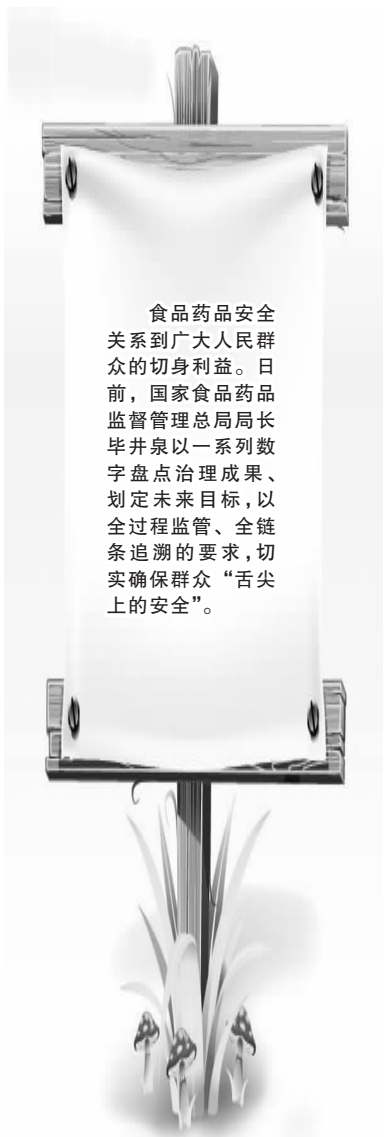 食品药品安全
关系到广大人民群
众的切身利益。日
前，国家食品药品
监督管理总局局长
毕井泉以一系列数
字盘点治理成果、
划定未来目标，以
全过程监管、全链
条追溯的要求，切
实确保群众“舌尖
上的安全”。